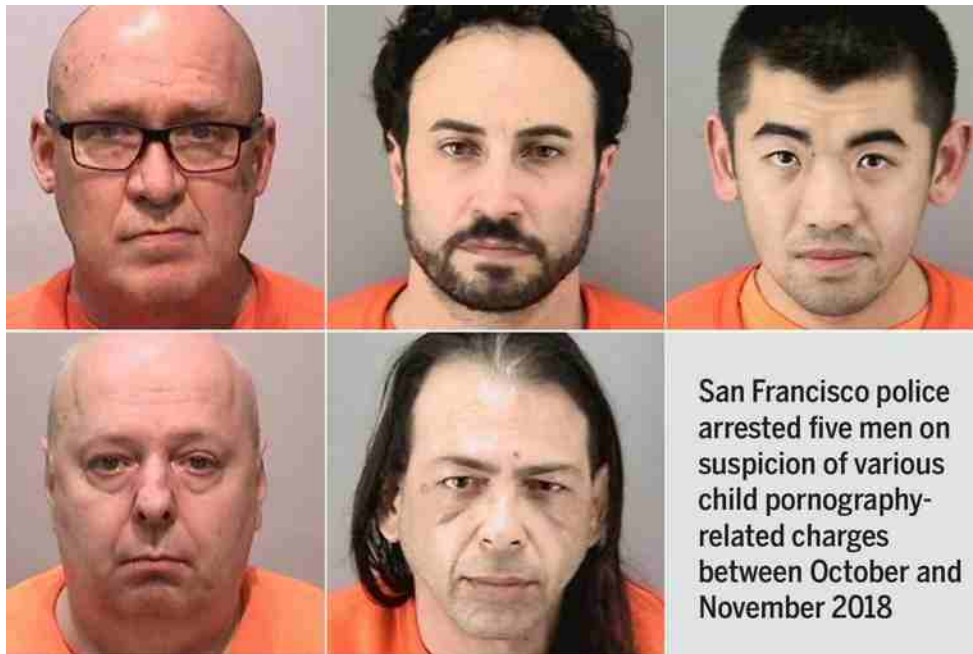 San Francisco police
arrested five men on
suspicion of various
child pornography-
related charges
between October and
November 2018